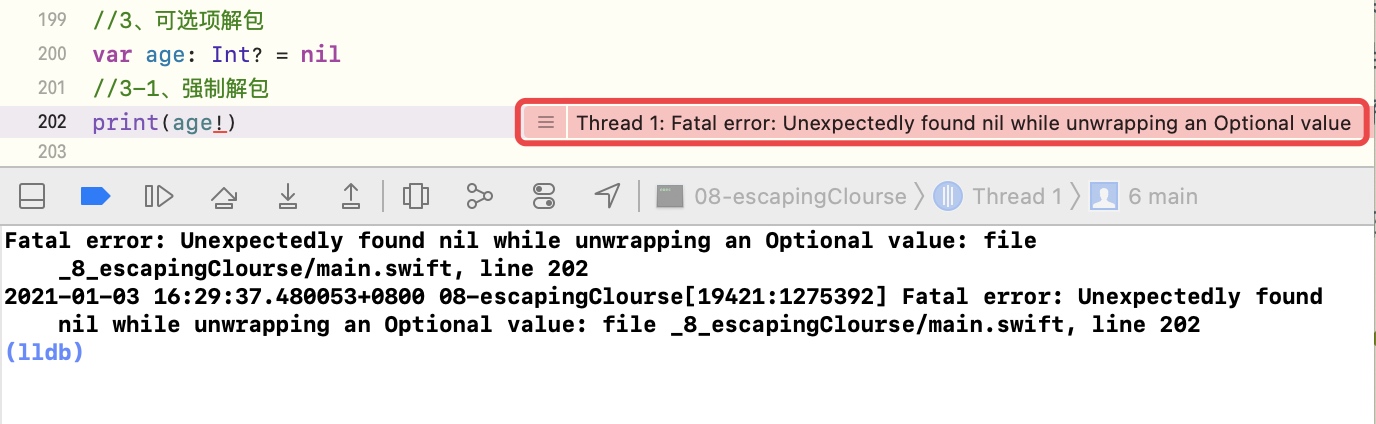 199 //3、可选项解包
200 var age: Int? = nil
201 //3-1、强制解包
202 print(age!) Thread 1: Fatal error: Unexpectedly found nil while unwrapping an Optional value
203
08-escapingClourse 〉 Thread 1 〉 6 main
Fatal error: Unexpectedly found nil while unwrapping an Optional value: file
_8_escapingClourse/main.swift, line 202
2021-01-03 16:29:37.480053+0800 08-escapingClourse[19421:1275392] Fatal error: Unexpectedly found
nil while unwrapping an Optional value: file _8_escapingClourse/main.swift, line 202
(lldb)